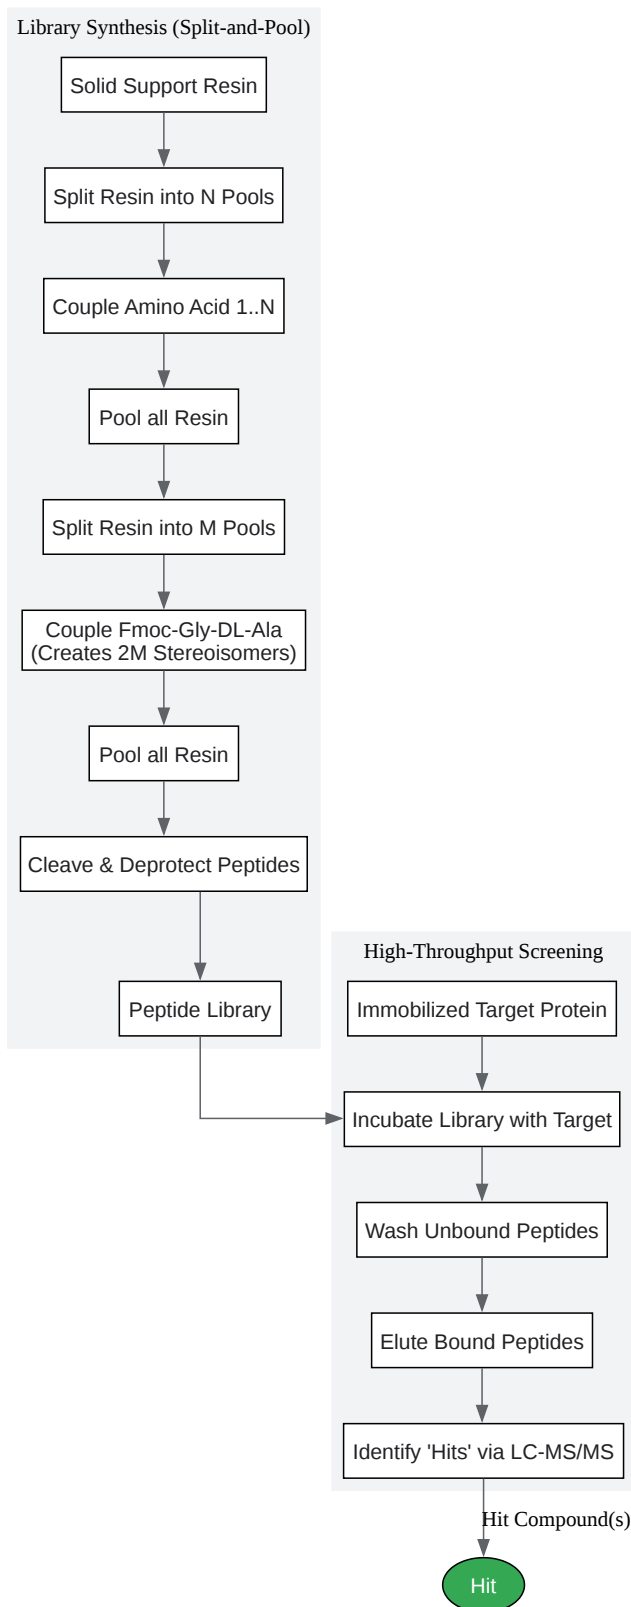 Library Synthesis (Split-and-Pool)
Solid Support Resin
Split Resin into N Pools
Couple Amino Acid 1..N
Pool all Resin
Split Resin into M Pools
Couple Fmoc-Gly-DL-Ala
(Creates 2M Stereoisomers)
Pool all Resin
Cleave & Deprotect Peptides
Peptide Library
High-Throughput Screening
Immobilized Target Protein
Incubate Library with Target
Wash Unbound Peptides
Elute Bound Peptides
Identify 'Hits' via LC-MS/MS
Hit Compound(s)
Hit